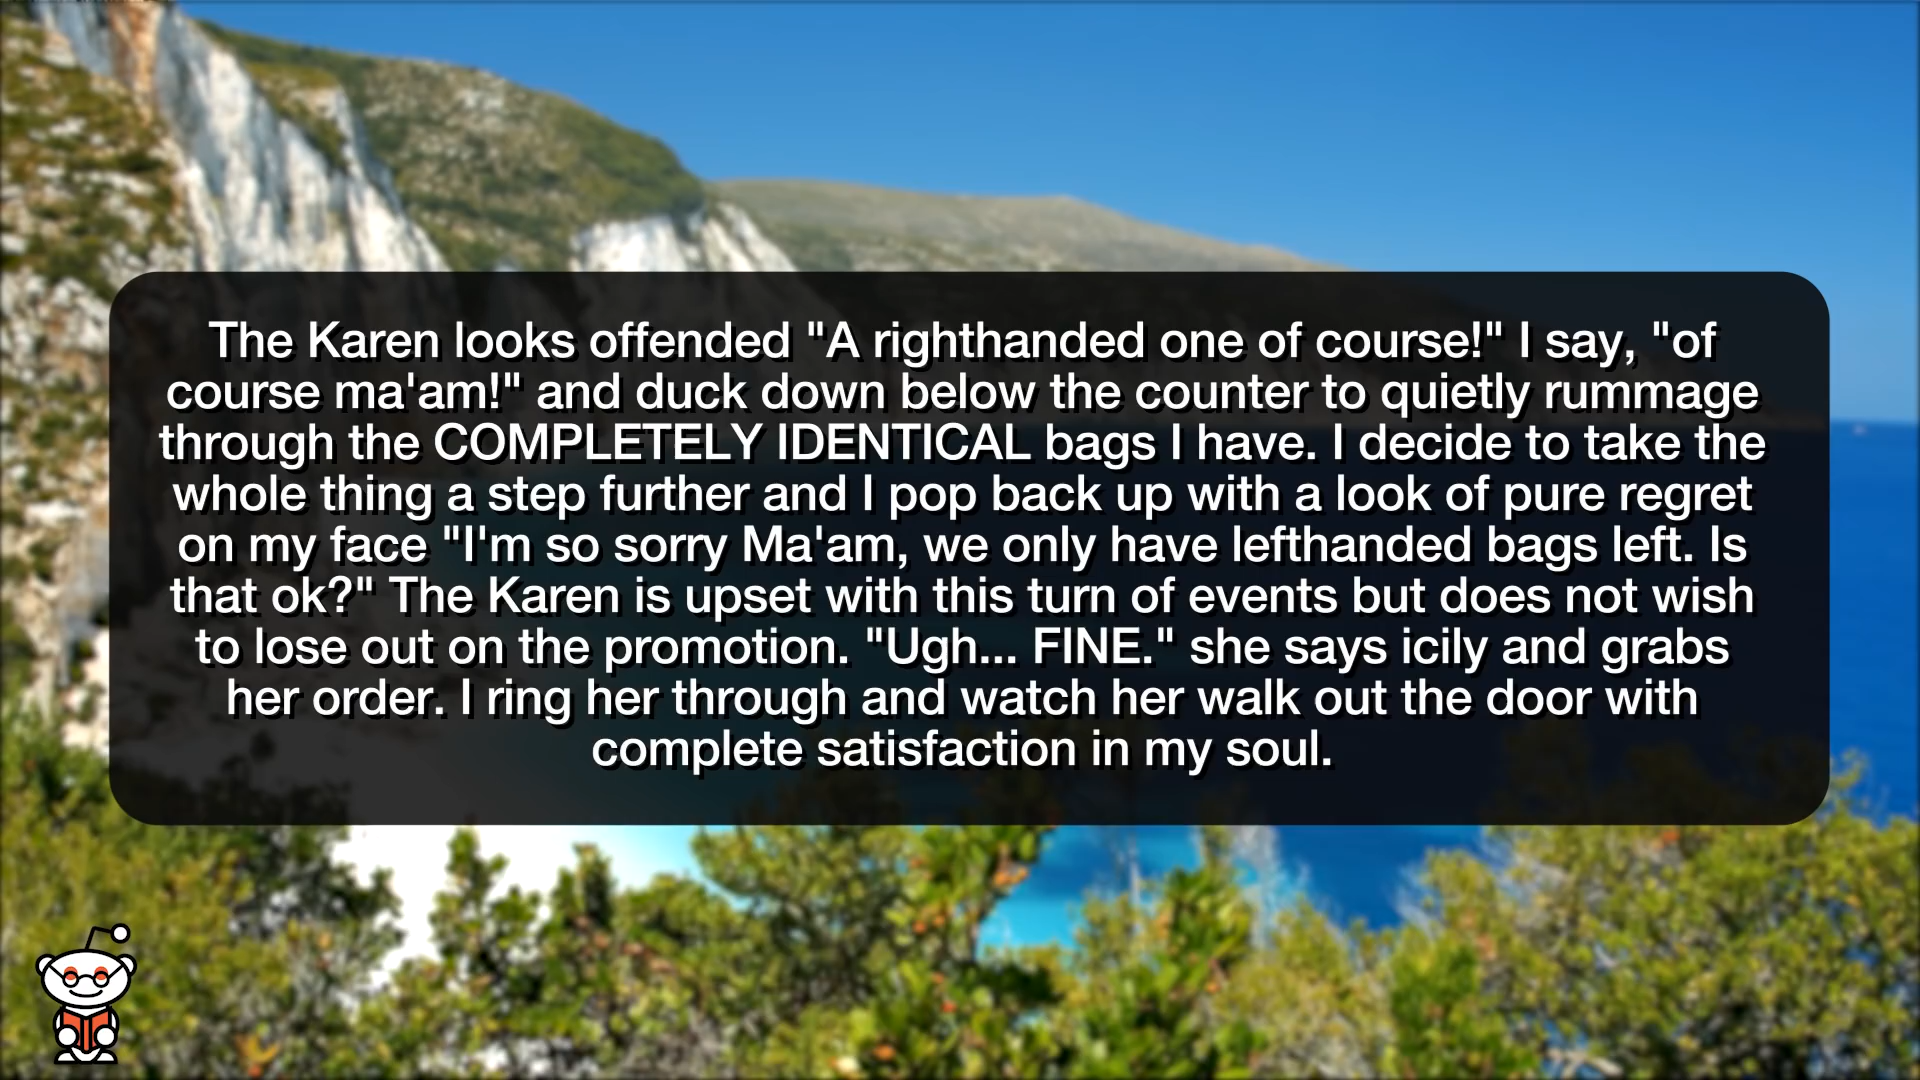 The Karen looks offended "A righthanded one of course!" I say, "of
course ma'am!" and duck down below the counter to quietly rummage
through the COMPLETELY IDENTICAL bags I have. I decide to take the
whole thing a step further and I pop back up with a look of pure regret
on my face "I'm so sorry Ma'am, we only have lefthanded bags left. Is
that ok?" The Karen is upset with this turn of events but does not wish
to lose out on the promotion. "Ugh... FINE." she says icily and grabs
her order. I ring her through and watch her walk out the door with
complete satisfaction in my soul.